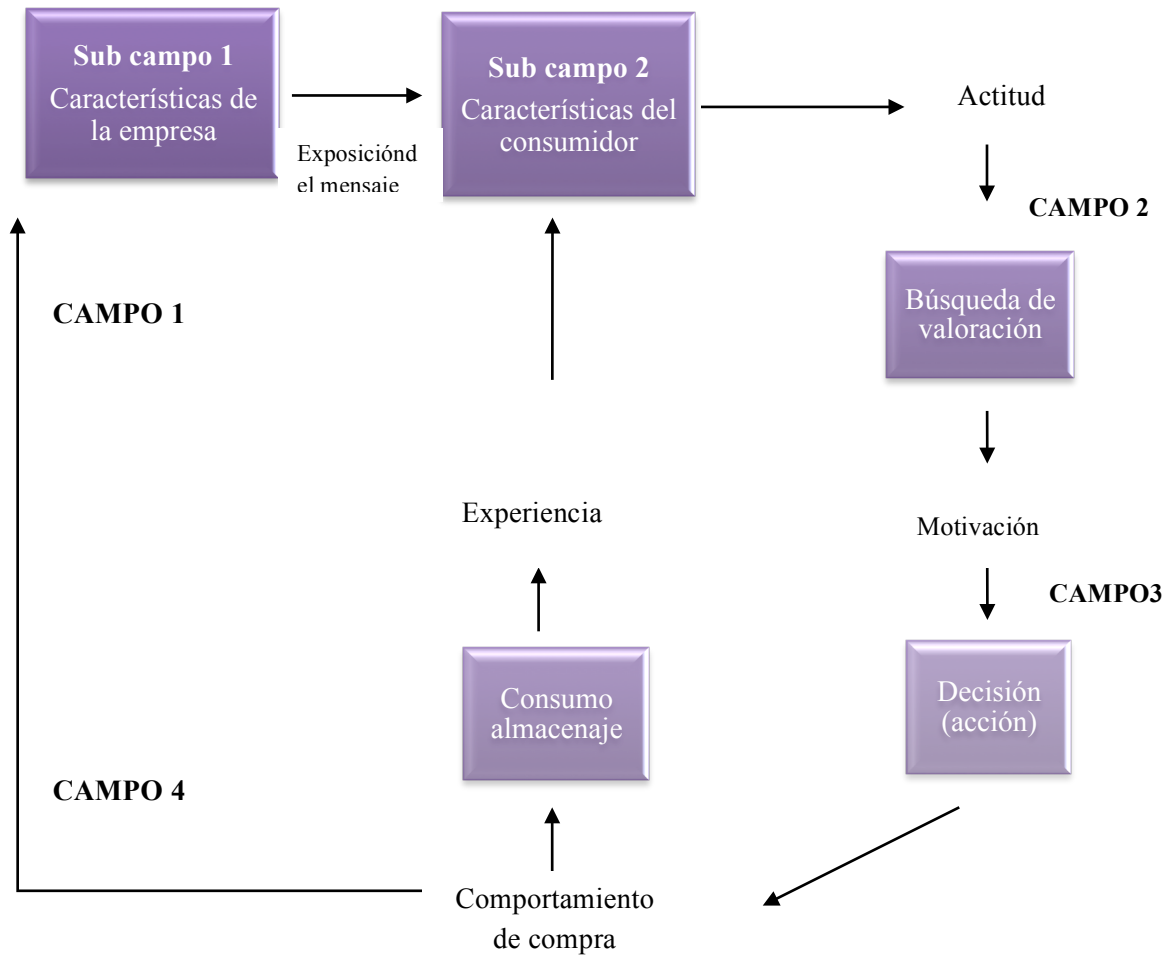 Sub campo 1
Características de
la empresa
Exposiciónd
el mensaje
Sub campo 2
Características del
consumidor
Actitud
CAMPO 2
Búsqueda de
valoración
CAMPO 1
Experiencia
Motivación
CAMPO3
Consumo
almacenaje
Decisión
(acción)
CAMPO 4
Comportamiento
de compra